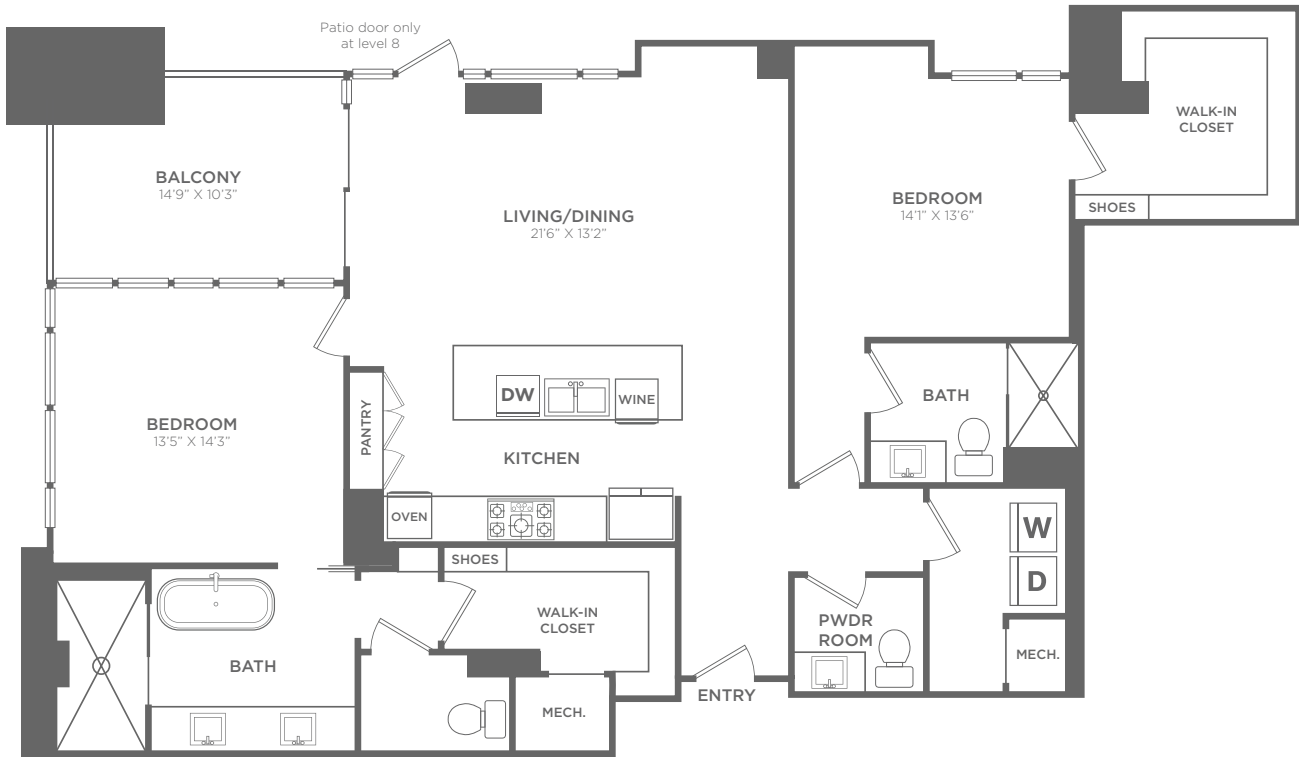 Patio door only
at level 8
WALK-IN
CLOSET
BALCONY
14'9" X 10'3"
BEDROOM
14'1" X 13'6"
SHOES
LIVING/DINING
21'6" X 13'2"
DW
WINE
BATH
PANTRY
BEDROOM
13'5" X 14'3"
KITCHEN
OVEN
W
SHOES
D
WALK-IN
CLOSET
PWDR
ROOM
BATH
MECH.
ENTRY
MECH.